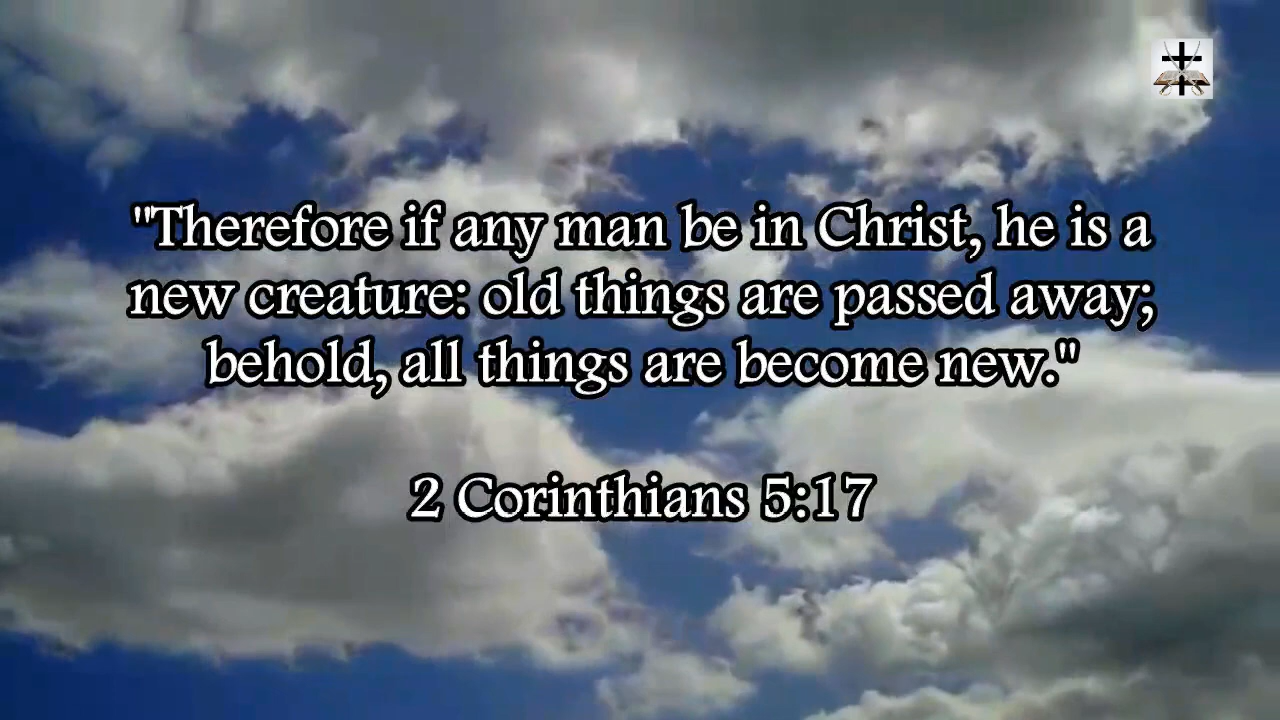 "Therefore if any man be in Christ, he is a
new creature: old things are passed away;
behold, all things are become new."
2 Corinthians 5:17